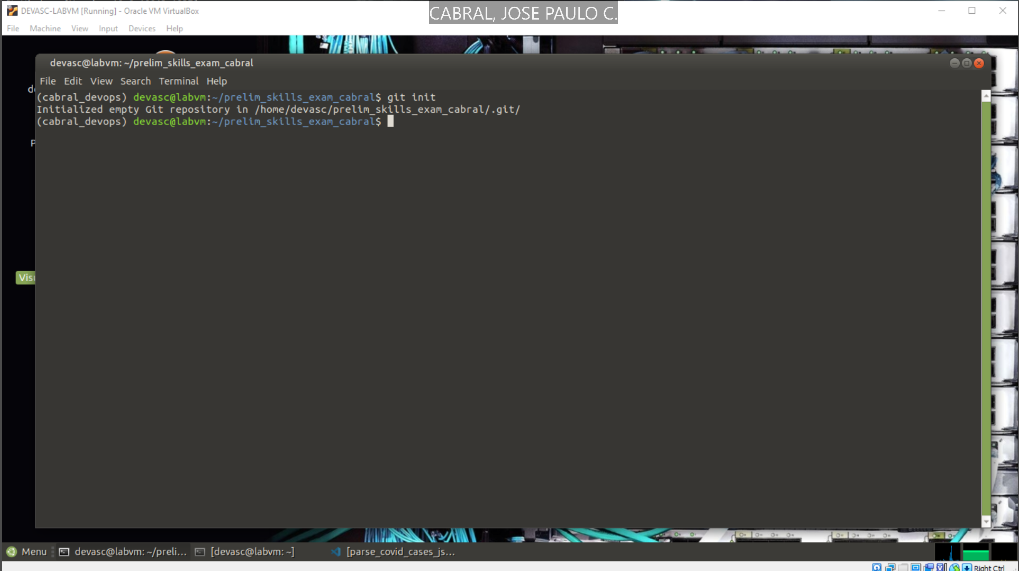 DEVASC-LABVM [Running] - Oracle VM VirtualBox
CABRAL, JOSE PAULO C.
File Machine View Input Devices Help
devasc@labvm: ~/prelim_skills_exam_cabral
File Edit View Search Terminal Help
(cabral_devops) devasc@labvm:~/prelim_skills_exam_cabral$ git init
Initialized empty Git repository in /home/devasc/prelim_skills_exam_cabral/.git/
(cabral_devops) devasc@labvm:~/prelim_skills_exam_cabral$
Menu devasc@labvm: ~/preli... [devasc@labvm: ~] [parse_covid_cases_js...
Right Ctrl